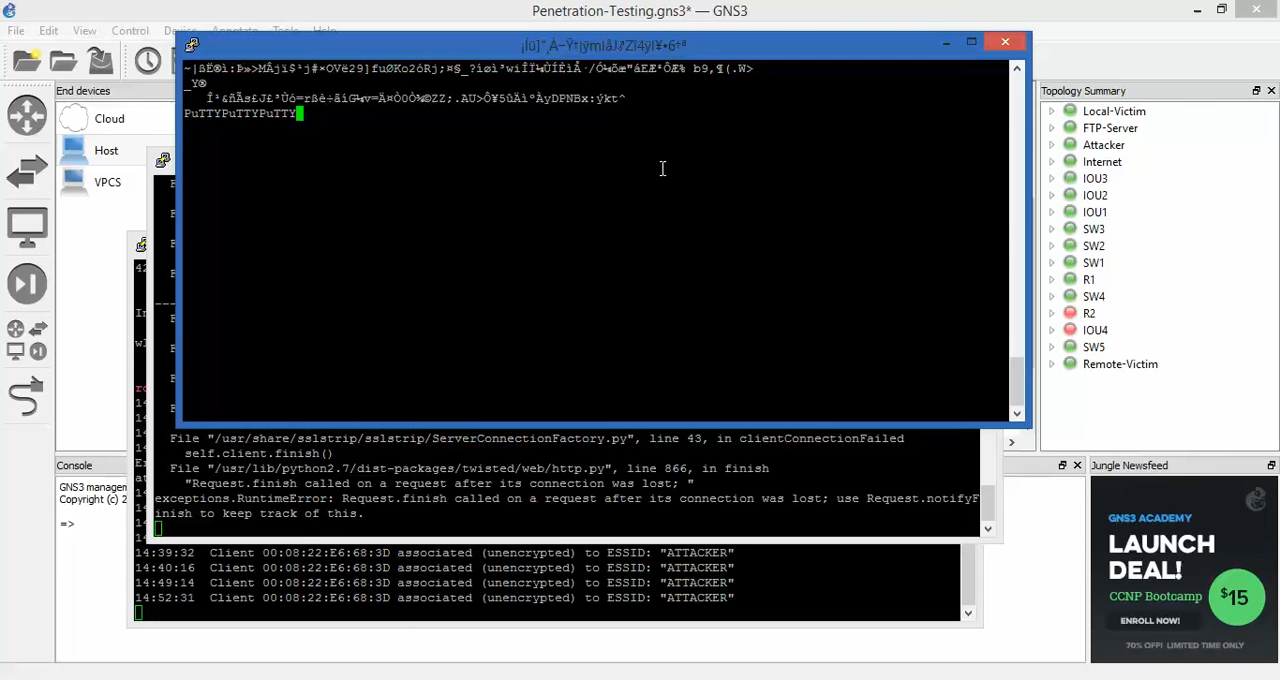 Penetration-Testing.gns3* — GNS3
File Edit View Control
End devices
Cloud
Host
VPCS
PuTTYPuTTYPuTTY
File "/usr/share/sslstrip/sslstrip/ServerConnectionFactory.py", line 43, in clientConnectionFailed
self.client.finish()
File "/usr/lib/python2.7/dist-packages/twisted/web/http.py", line 866, in finish
"Request.finish called on a request after its connection was lost; "
exceptions.RuntimeError: Request.finish called on a request after its connection was lost; use Request.notifyF
inish to keep track of this.
14:39:32 Client 00:08:22:E6:68:3D associated (unencrypted) to ESSID: "ATTACKER"
14:40:16 Client 00:08:22:E6:68:3D associated (unencrypted) to ESSID: "ATTACKER"
14:49:14 Client 00:08:22:E6:68:3D associated (unencrypted) to ESSID: "ATTACKER"
14:52:31 Client 00:08:22:E6:68:3D associated (unencrypted) to ESSID: "ATTACKER"
Console
GNS3 managem
Copyright (c) 2
=>
Topology Summary
Local-Victim
FTP-Server
Attacker
Internet
IOU3
IOU2
IOU1
SW3
SW2
SW1
R1
SW4
R2
IOU4
SW5
Remote-Victim
Jungle Newsfeed
GNS3 ACADEMY
LAUNCH
DEAL!
CCNP Bootcamp
$15
ENROLL NOW!
70% OFF! LIMITED TIME ONLY